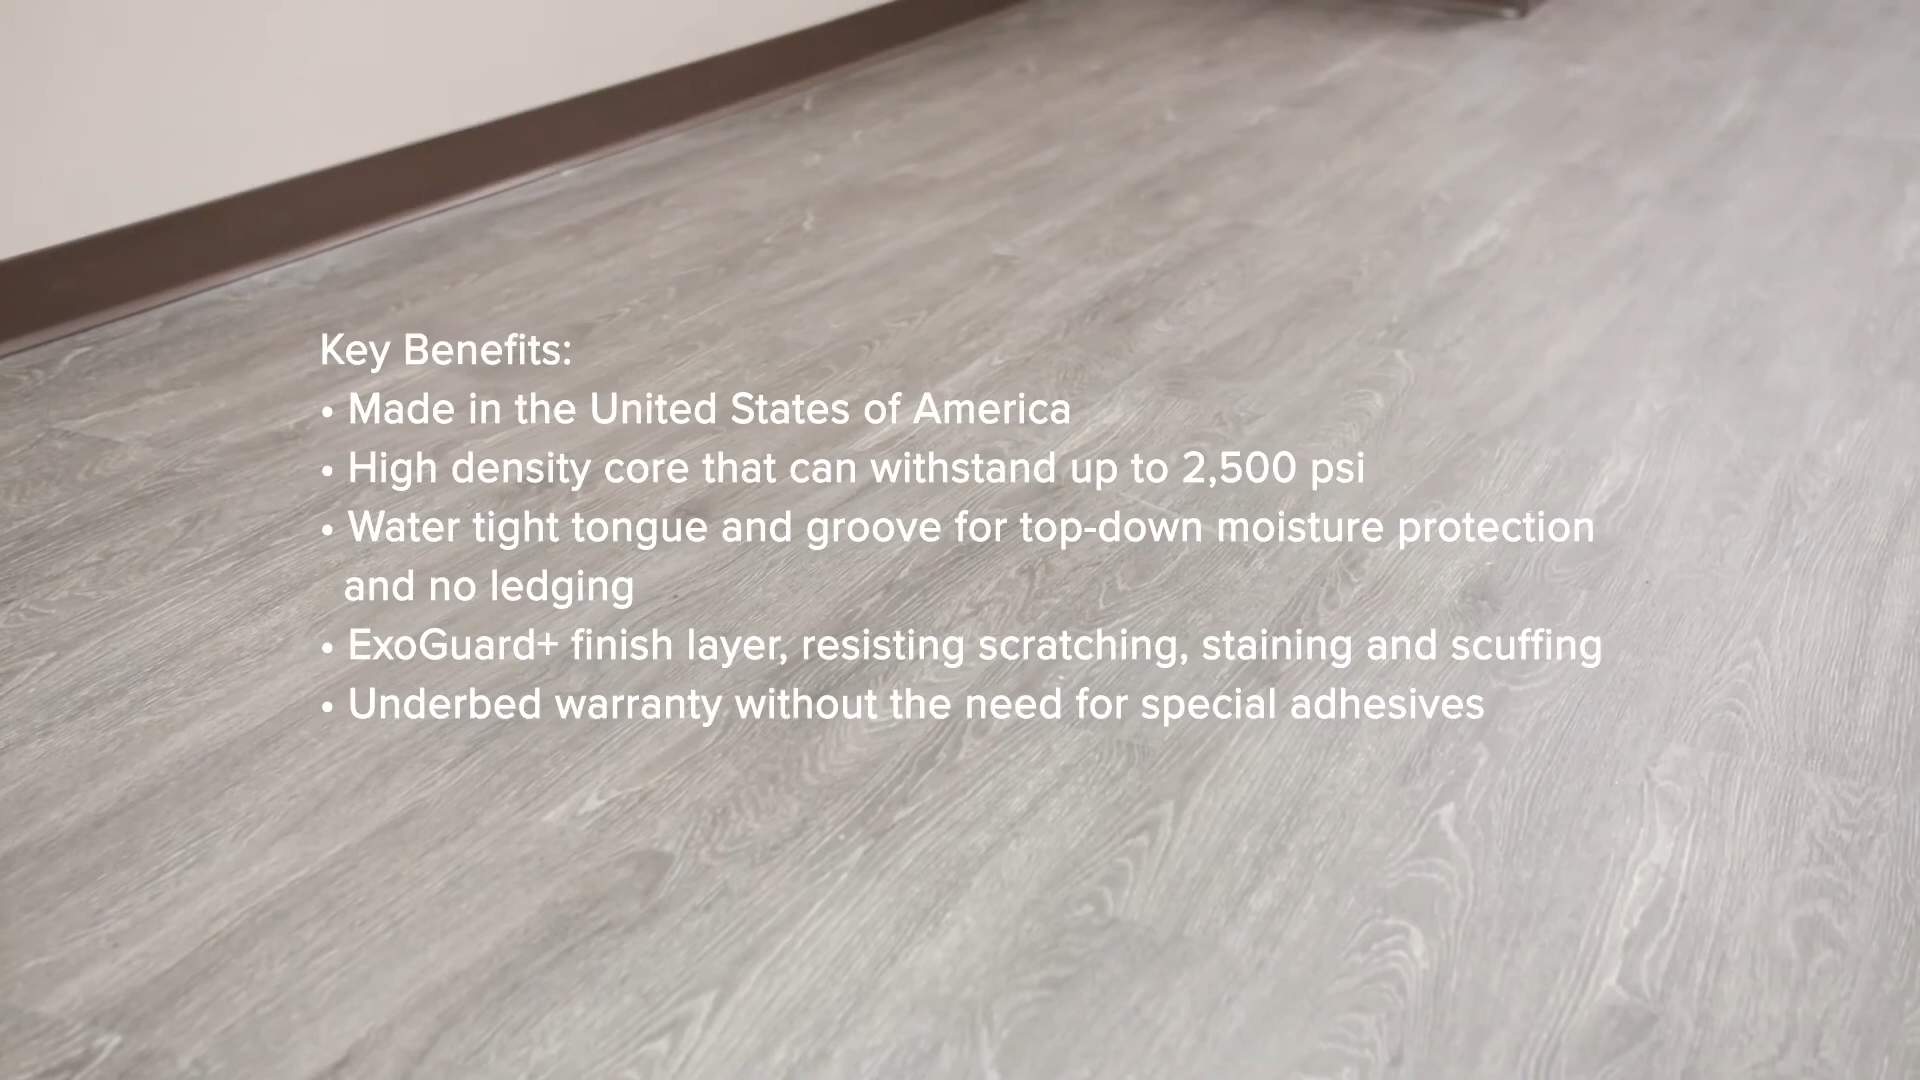 Key Benefits:
• Made in the United States of America
• High density core that can withstand up to 2,500 psi
• Water tight tongue and groove for top-down moisture protection
and no ledging
• ExoGuard+ finish layer, resisting scratching, staining and scuffing
• Underbed warranty without the need for special adhesives